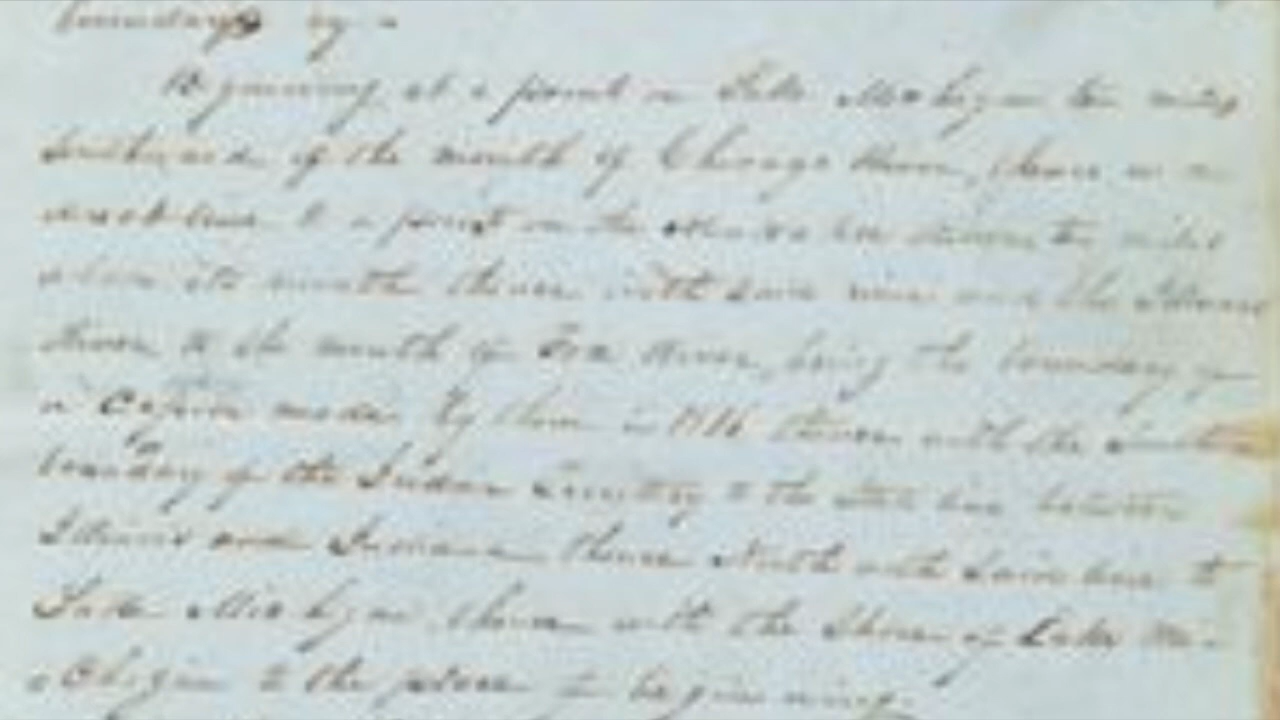 boundary by -
Beginning at a point on Lake Michigan ten miles
southward of the mouth of Chicago River, thence in a
direct line to a point on the Kankakee ten miles
above its mouth thence with said river and the Illinois
River to the mouth of Fox River, being the boundary of
a Cession made by them in 1816 thence with the southern
boundary of the Indian Territory to the State line between
Illinois and Indiana, thence North with said line to
Lake Michigan, thence with the Shore of Lake Mi-
chigan to the place of beginning.